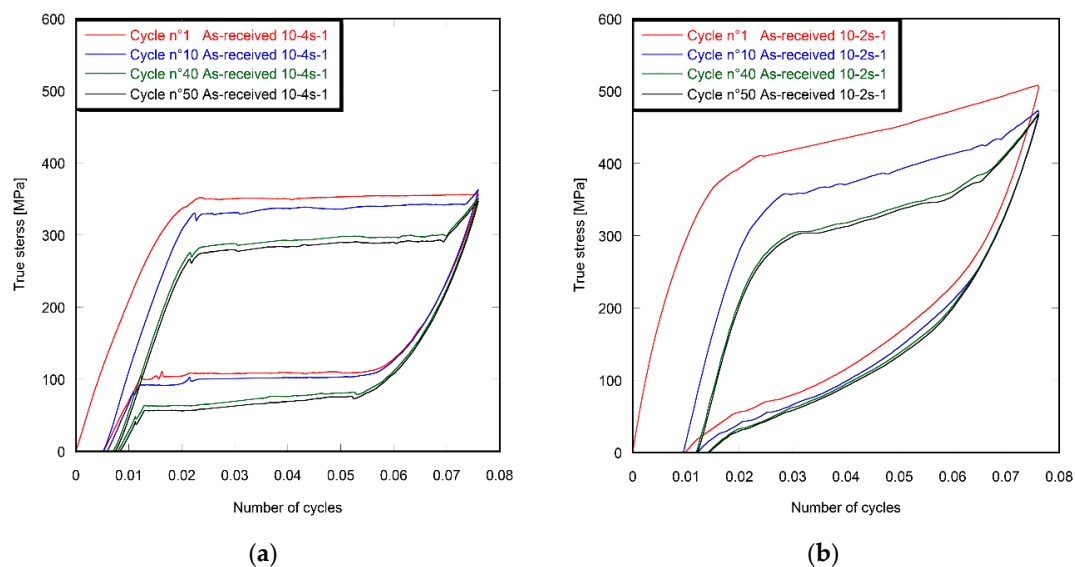 600
500
400
300
200
100
0
True sterss [MPa]
Cycle n°1 As-received 10-4s-1
Cycle n°10 As-received 10-4s-1
Cycle n°40 As-received 10-4s-1
Cycle n°50 As-received 10-4s-1
0 0.01 0.02 0.03 0.04 0.05 0.06 0.07 0.08
Number of cycles
(a)
600
500
400
300
200
100
0
True stress [MPa]
Cycle n°1 As-received 10-2s-1
Cycle n°10 As-received 10-2s-1
Cycle n°40 As-received 10-2s-1
Cycle n°50 As-received 10-2s-1
0 0.01 0.02 0.03 0.04 0.05 0.06 0.07 0.08
Number of cycles
(b)